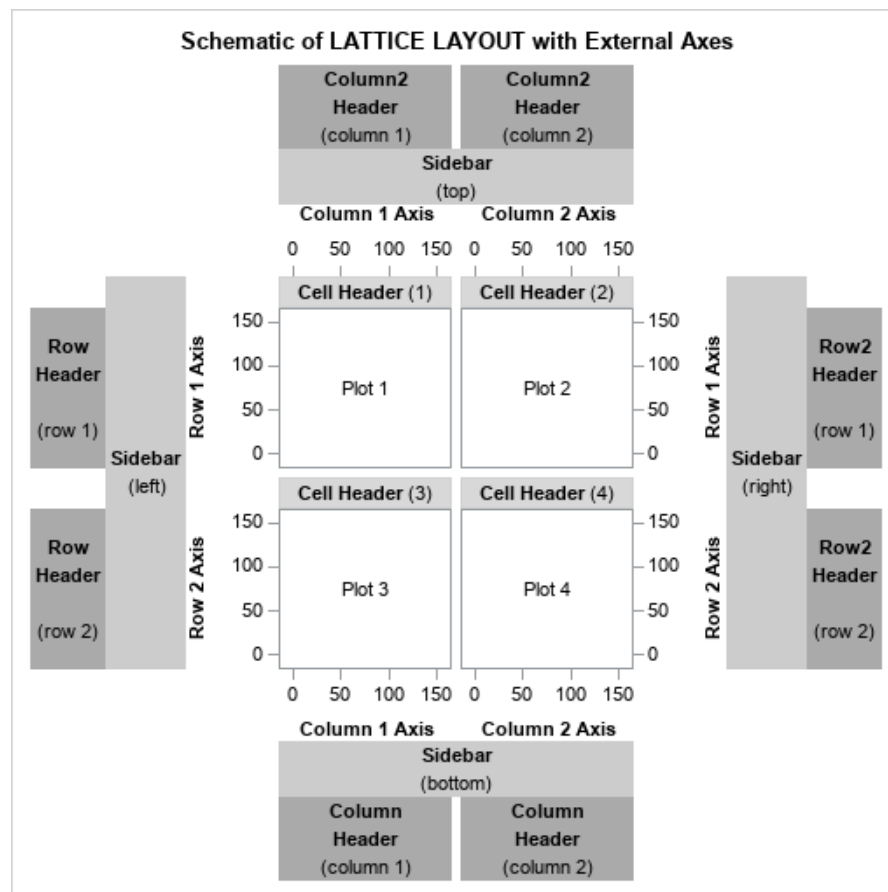 Schematic of LATTICE LAYOUT with External Axes
Column2 Column2
Header Header
(column 1) (column 2)
Sidebar
(top)
Column 1 Axis Column 2 Axis
0 50 100 150 0 50 100 150
Cell Header (1) Cell Header (2)
150 150
Row Row2
Header Header
100 100
Row 1 Axis Plot 1 Plot 2 Row 1 Axis
50 50
(row 1) (row 1)
0 0
Sidebar Sidebar
(left) (right)
Cell Header (3) Cell Header (4)
150 150
Row Row2
Header Header
100 100
Row 2 Axis Plot 3 Plot 4 Row 2 Axis
50 50
(row 2) (row 2)
0 0
0 50 100 150 0 50 100 150
Column 1 Axis Column 2 Axis
Sidebar
(bottom)
Column Column
Header Header
(column 1) (column 2)